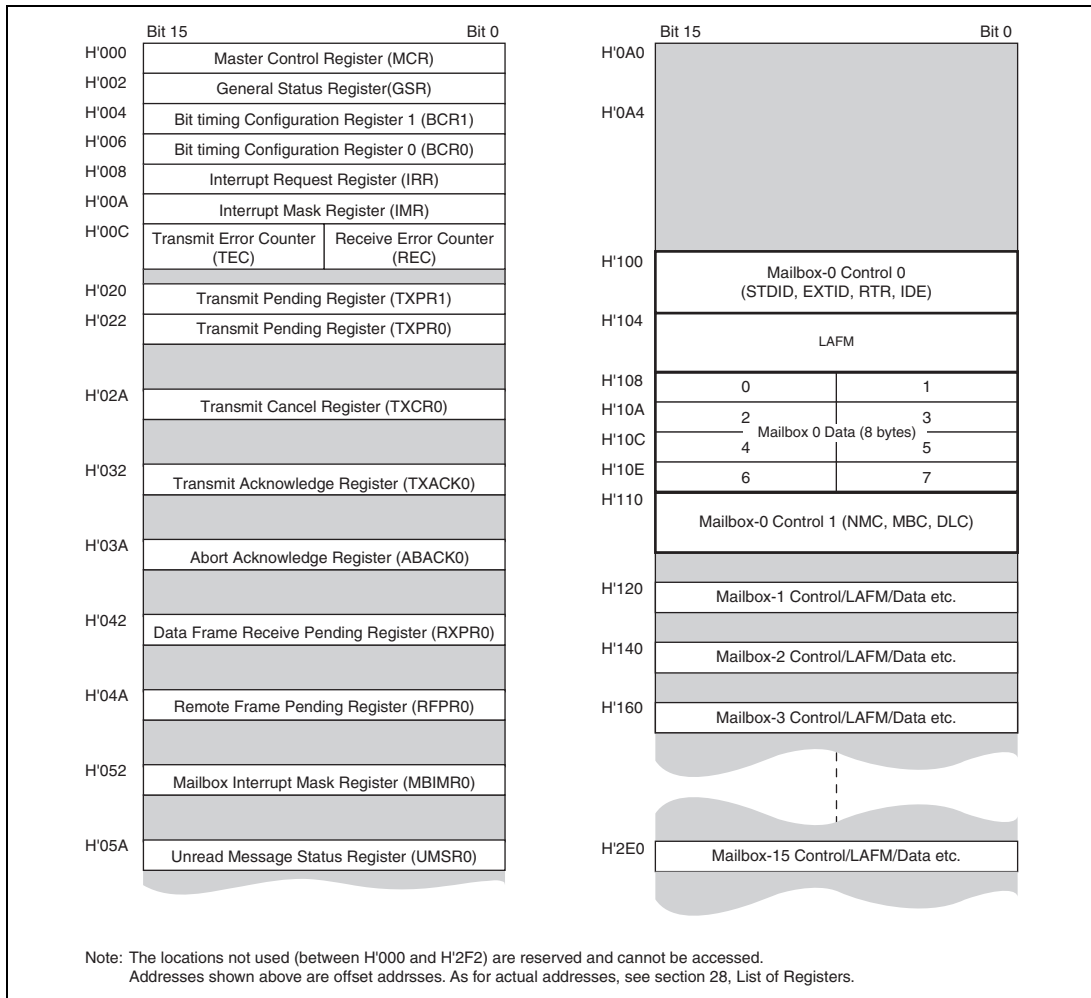 Bit 15 Bit 0
H'000 Master Control Register (MCR)
H'002 General Status Register(GSR)
H'004 Bit timing Configuration Register 1 (BCR1)
H'006 Bit timing Configuration Register 0 (BCR0)
H'008 Interrupt Request Register (IRR)
H'00A Interrupt Mask Register (IMR)
H'00C Transmit Error Counter (TEC) Receive Error Counter (REC)
H'020 Transmit Pending Register (TXPR1)
H'022 Transmit Pending Register (TXPR0)
H'02A Transmit Cancel Register (TXCR0)
H'032 Transmit Acknowledge Register (TXACK0)
H'03A Abort Acknowledge Register (ABACK0)
H'042 Data Frame Receive Pending Register (RXPR0)
H'04A Remote Frame Pending Register (RFPR0)
H'052 Mailbox Interrupt Mask Register (MBIMR0)
H'05A Unread Message Status Register (UMSR0)
Bit 15 Bit 0
H'0A0
H'0A4
H'100 Mailbox-0 Control 0
(STDID, EXTID, RTR, IDE)
H'104 LAFM
H'108 0 1
H'10A 2 3
Mailbox 0 Data (8 bytes)
H'10C 4 5
H'10E 6 7
H'110 Mailbox-0 Control 1 (NMC, MBC, DLC)
H'120 Mailbox-1 Control/LAFM/Data etc.
H'140 Mailbox-2 Control/LAFM/Data etc.
H'160 Mailbox-3 Control/LAFM/Data etc.
H'2E0 Mailbox-15 Control/LAFM/Data etc.
Note: The locations not used (between H'000 and H'2F2) are reserved and cannot be accessed.
Addresses shown above are offset addrsses. As for actual addresses, see section 28, List of Registers.